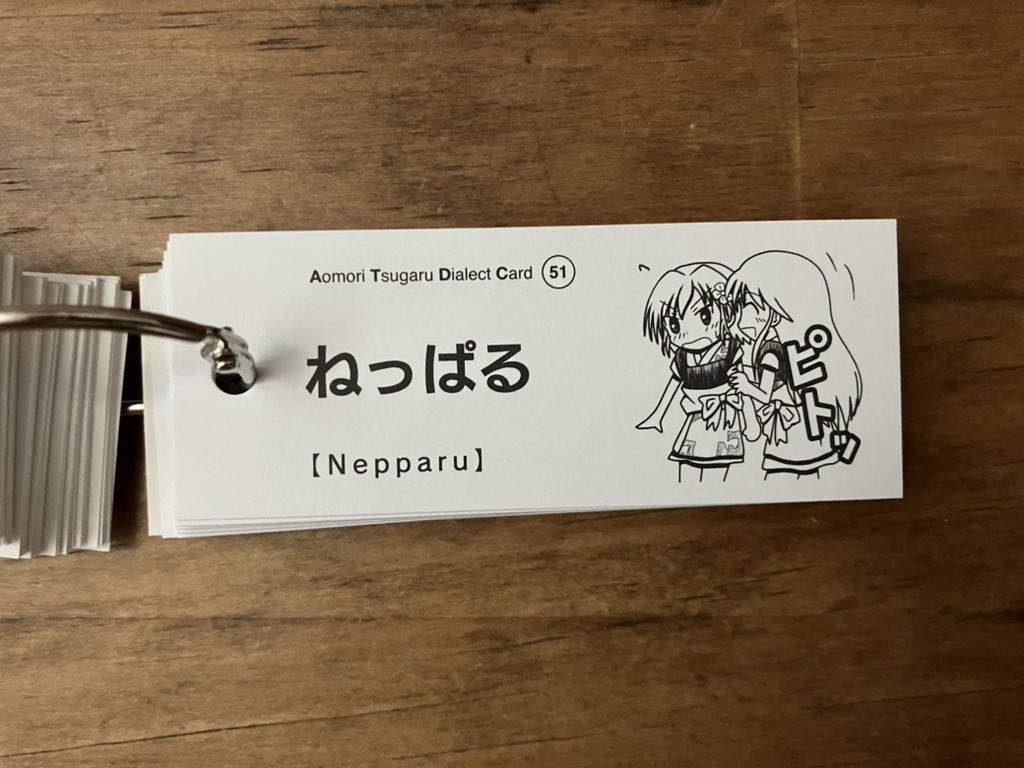 Aomori Tsugaru Dialect Card 51
ねっぱる
【Nepparu】
ピトッ